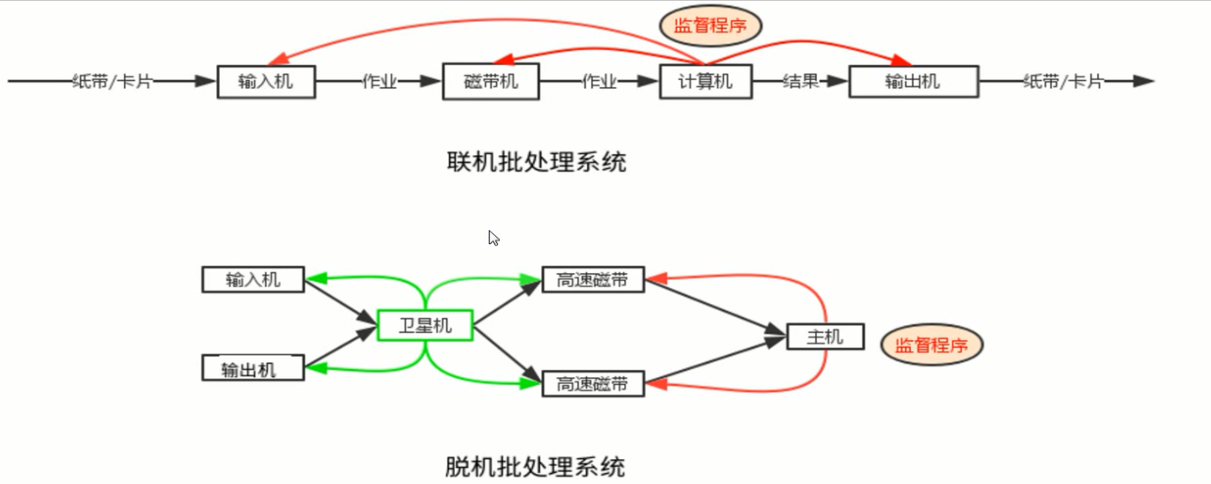 监督程序
纸带/卡片 输入机 作业 磁带机 作业 计算机 结果 输出机 纸带/卡片
联机批处理系统
输入机 高速磁带
卫星机 主机 监督程序
输出机 高速磁带
脱机批处理系统